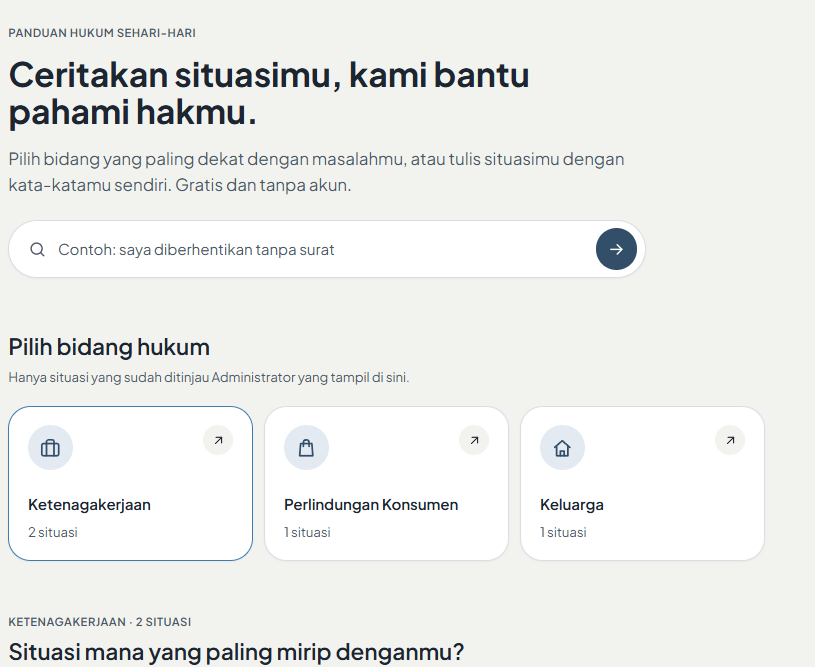 PANDUAN HUKUM SEHARI-HARI
Ceritakan situasimu, kami bantu
pahami hakmu.
Pilih bidang yang paling dekat dengan masalahmu, atau tulis situasimu dengan
kata-katamu sendiri. Gratis dan tanpa akun.
Contoh: saya diberhentikan tanpa surat
Pilih bidang hukum
Hanya situasi yang sudah ditinjau Administrator yang tampil di sini.
Ketenagakerjaan
2 situasi
Perlindungan Konsumen
1 situasi
Keluarga
1 situasi
KETENAGAKERJAAN · 2 SITUASI
Situasi mana yang paling mirip denganmu?